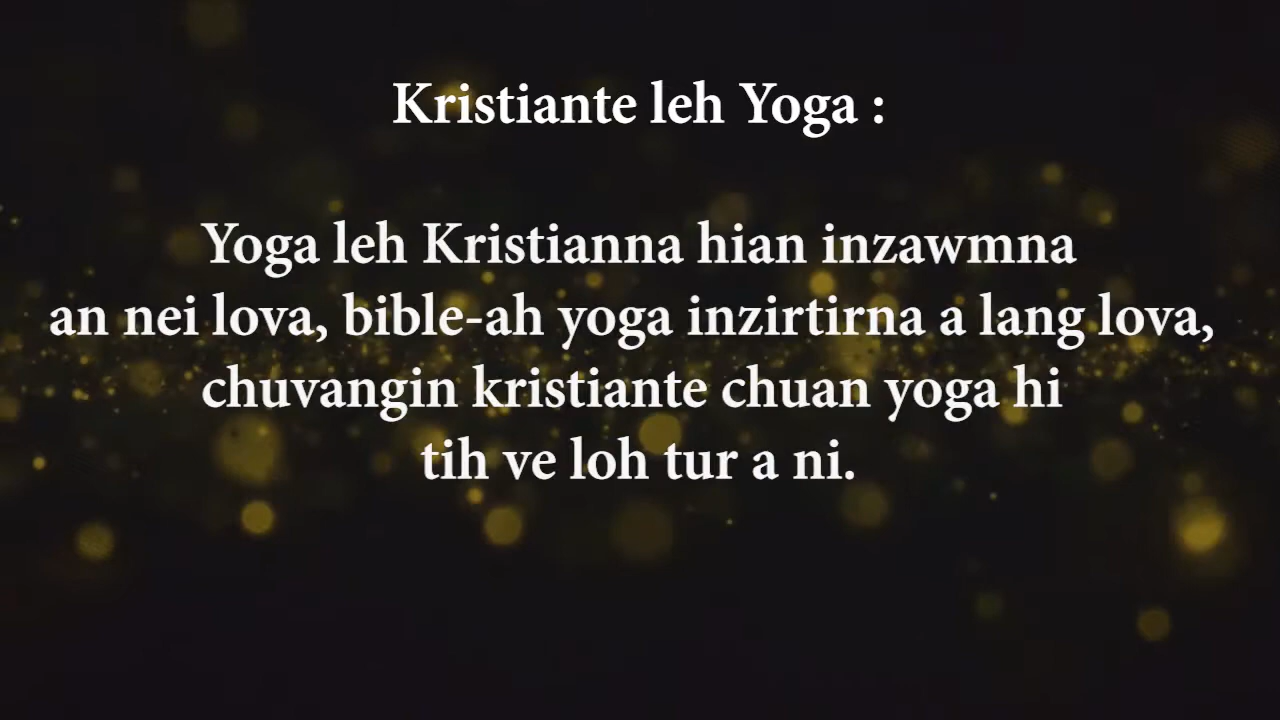 Kristiante leh Yoga :
Yoga leh Kristianna hian inzawmna
an nei lova, bible-ah yoga inzirtirna a lang lova,
chuvangin kristiante chuan yoga hi
tih ve loh tur a ni.